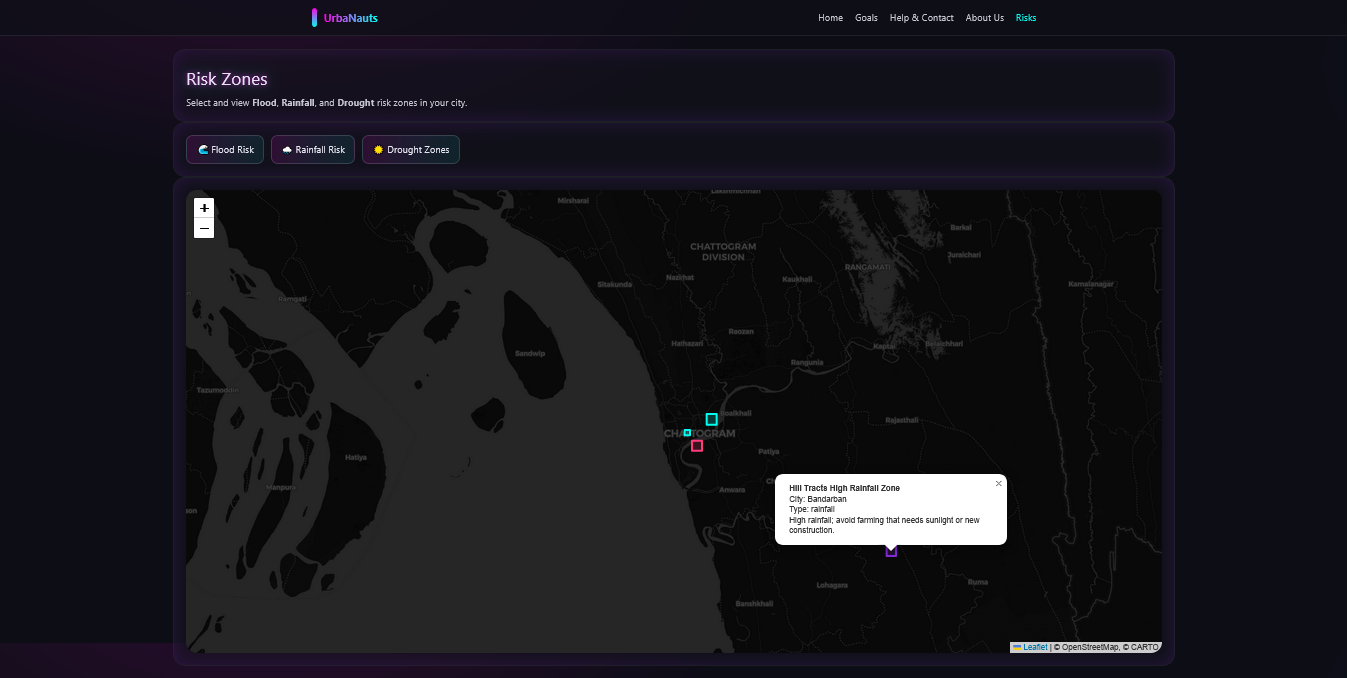 UrbaNauts
Home Goals Help & Contact About Us Risks
Risk Zones
Select and view Flood, Rainfall, and Drought risk zones in your city.
🌊 Flood Risk 🌧️ Rainfall Risk ☀️ Drought Zones
+
−
Mirsharai
Barkal
CHATTOGRAM
DIVISION
Juraichari
RANGAMATI
Nazirhat
Kaukhali
Sitakunda
Kamalanagar
Ramgati
Raozan
Hathazari
Kaptai
Belaichhari
Sandwip
Rangunia
Tazumoddin
Boalkhali
Rajasthali
CHATTOGRAM
Patiya
Hatiya
Manpura
Anwara
Hill Tracts High Rainfall Zone
×
City: Bandarban
Type: rainfall
High rainfall; avoid farming that needs sunlight or new
construction.
Lohagara
Ruma
Banshkhali
Leaflet | © OpenStreetMap, © CARTO